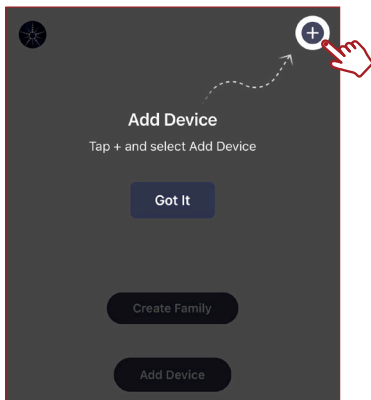 Add Device
Tap + and select Add Device
Got It
Create Family
Add Device